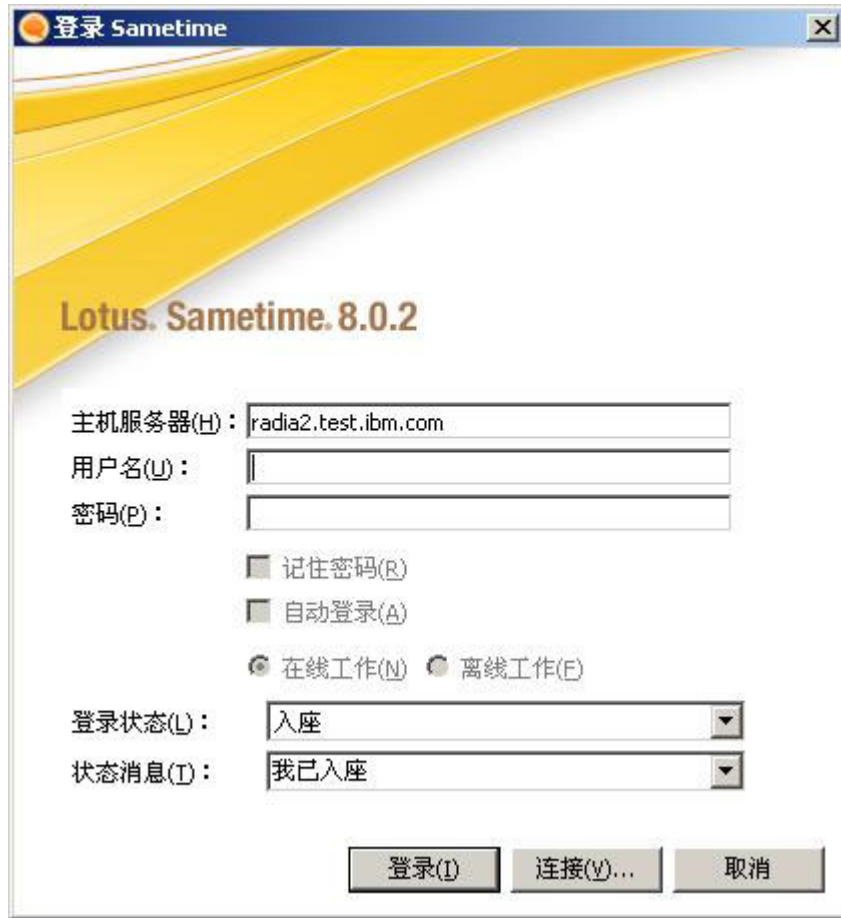 登录 Sametime
Lotus. Sametime. 8.0.2
主机服务器(H)： radia2.test.ibm.com
用户名(U)：
密码(P)：
记住密码(R)
自动登录(A)
在线工作(N) 离线工作(F)
登录状态(L)： 入座
状态消息(T)： 我已入座
登录(I) 连接(V)... 取消